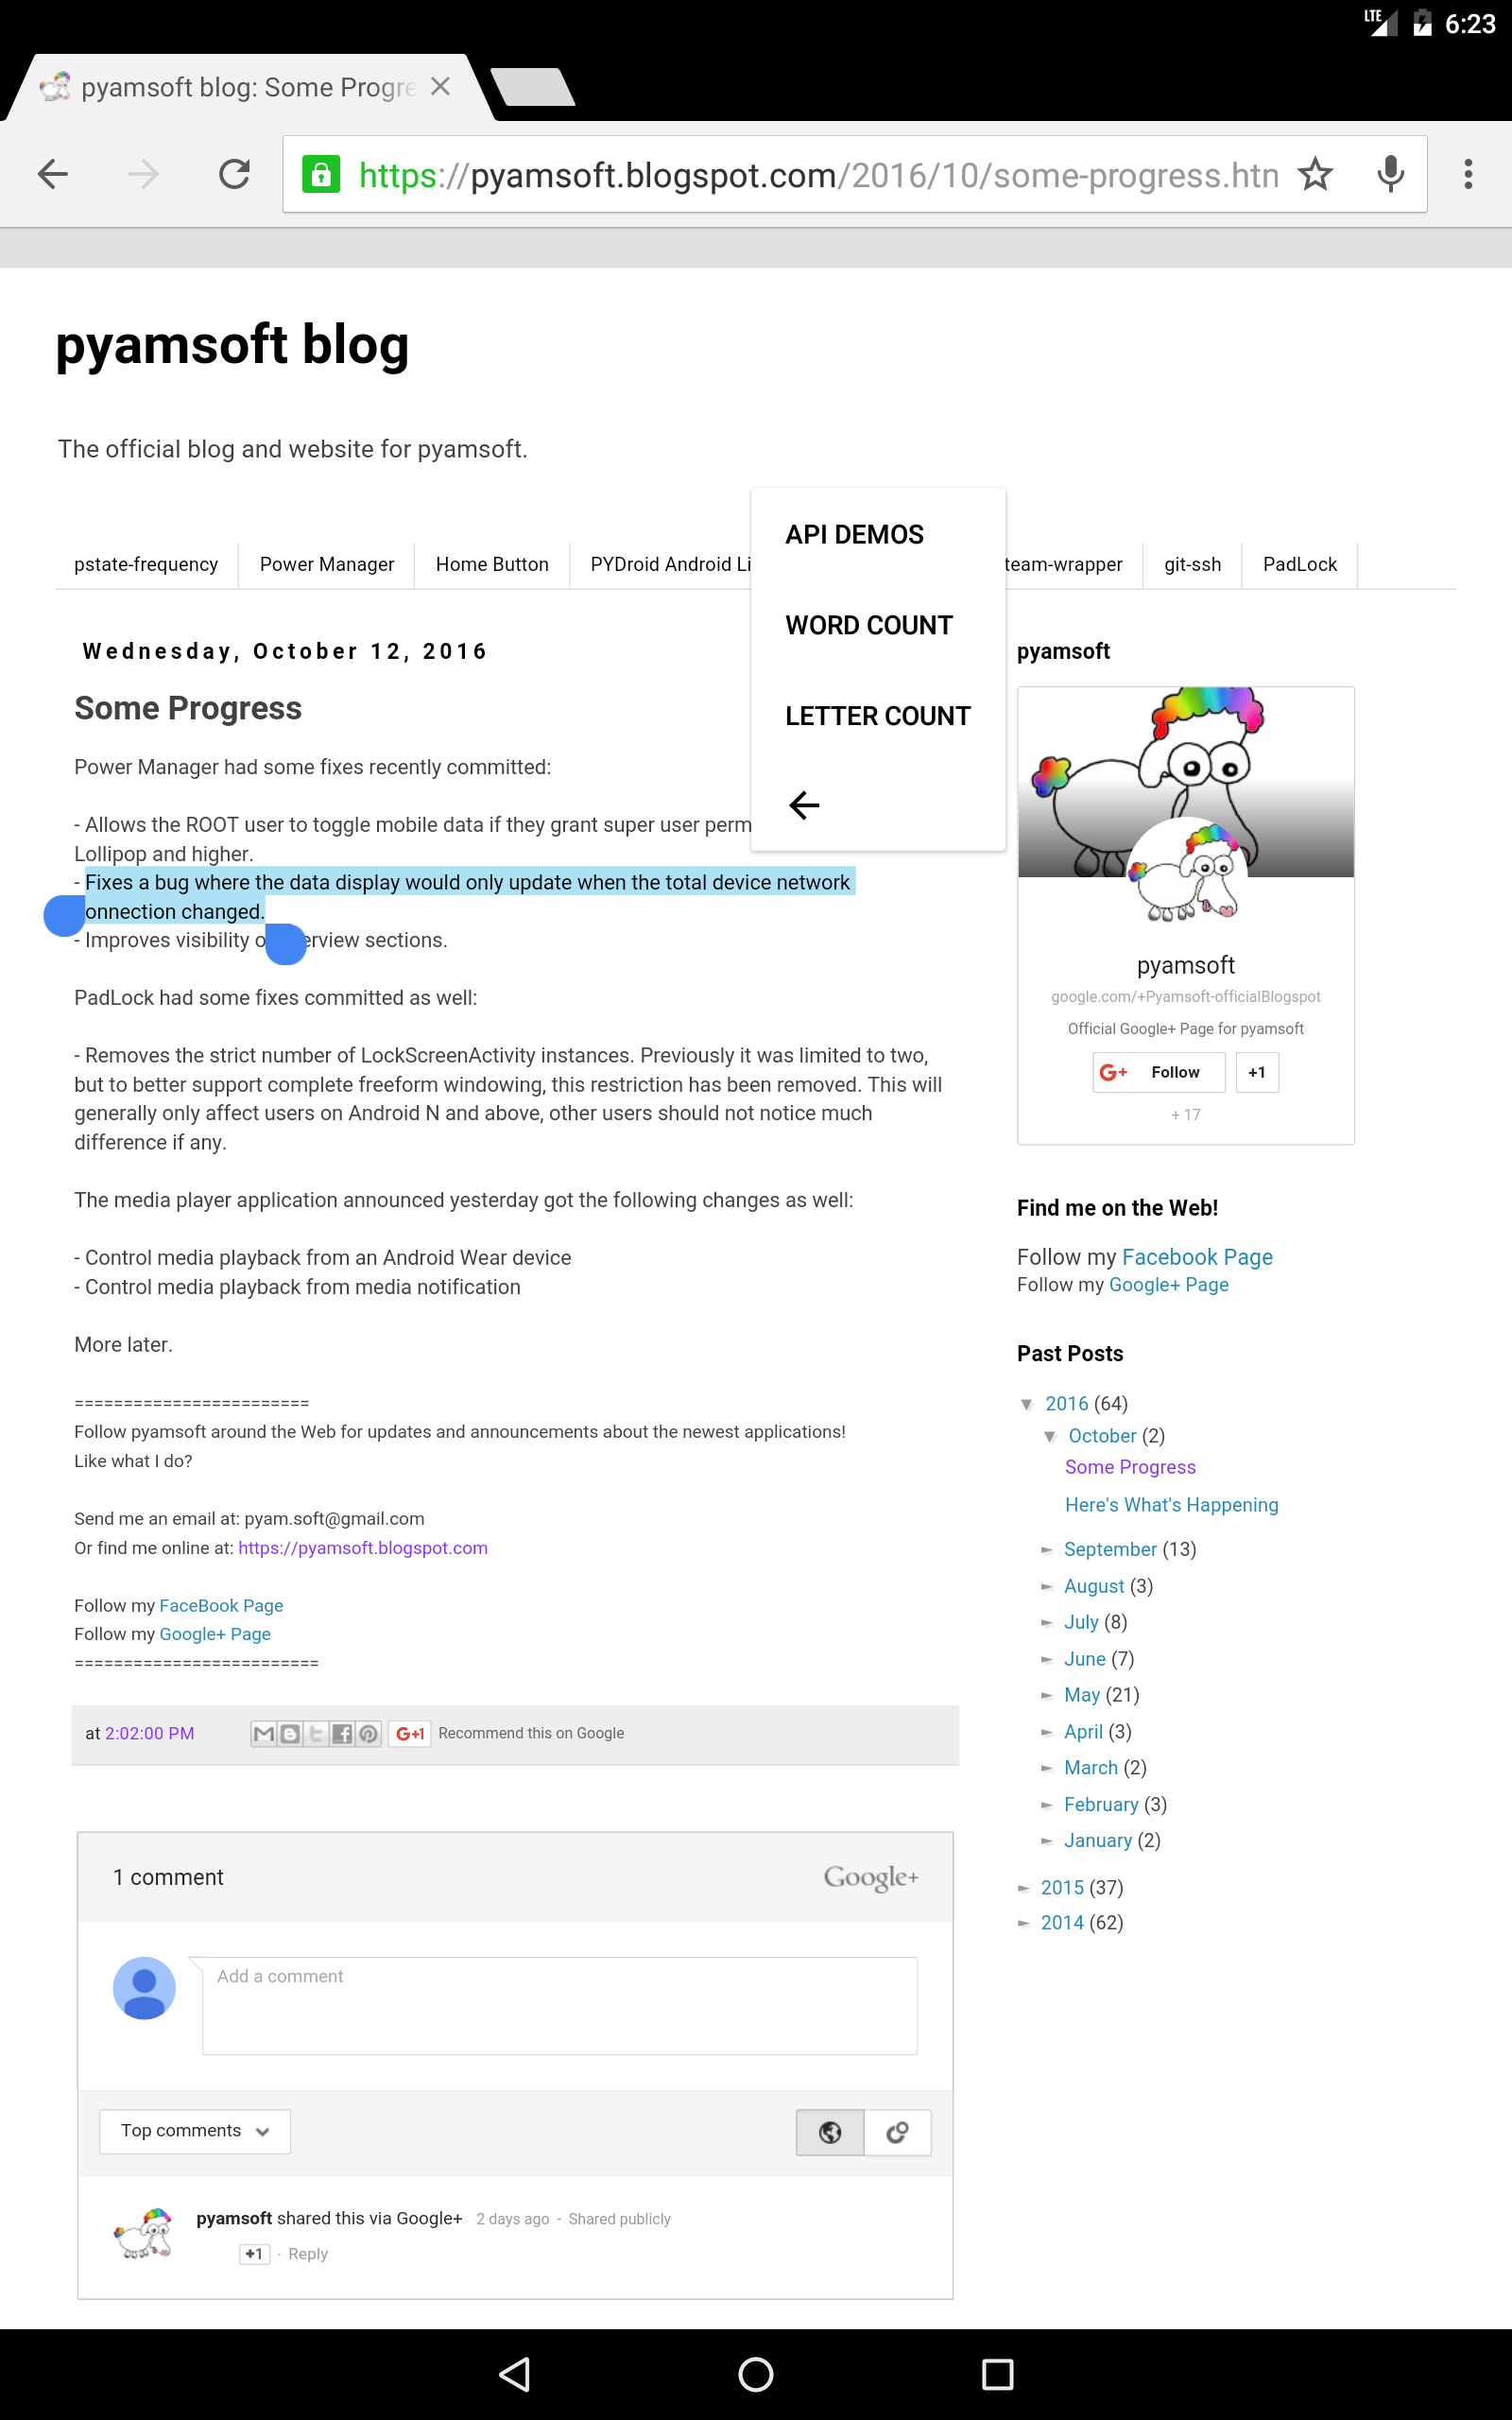 LTE 6:23
pyamsoft blog: Some Progre
https://pyamsoft.blogspot.com/2016/10/some-progress.htn
pyamsoft blog
The official blog and website for pyamsoft.
API DEMOS
WORD COUNT
LETTER COUNT
pstate-frequency Power Manager Home Button PYDroid Android Li team-wrapper git-ssh PadLock
Wednesday, October 12, 2016
Some Progress
Power Manager had some fixes recently committed:
- Allows the ROOT user to toggle mobile data if they grant super user perm
Lollipop and higher.
- Fixes a bug where the data display would only update when the total device network
onnection changed.
- Improves visibility o erview sections.
PadLock had some fixes committed as well:
- Removes the strict number of LockScreenActivity instances. Previously it was limited to two,
but to better support complete freeform windowing, this restriction has been removed. This will
generally only affect users on Android N and above, other users should not notice much
difference if any.
The media player application announced yesterday got the following changes as well:
- Control media playback from an Android Wear device
- Control media playback from media notification
More later.
========================
Follow pyamsoft around the Web for updates and announcements about the newest applications!
Like what I do?
Send me an email at: pyam.soft@gmail.com
Or find me online at: https://pyamsoft.blogspot.com
Follow my FaceBook Page
Follow my Google+ Page
=========================
at 2:02:00 PM G+1 Recommend this on Google
1 comment Google+
Add a comment
Top comments
pyamsoft shared this via Google+ 2 days ago - Shared publicly
+1 · Reply
pyamsoft
pyamsoft
google.com/+Pyamsoft-officialBlogspot
Official Google+ Page for pyamsoft
G+ Follow +1
+ 17
Find me on the Web!
Follow my Facebook Page
Follow my Google+ Page
Past Posts
▼ 2016 (64)
▼ October (2)
Some Progress
Here's What's Happening
► September (13)
► August (3)
► July (8)
► June (7)
► May (21)
► April (3)
► March (2)
► February (3)
► January (2)
► 2015 (37)
► 2014 (62)